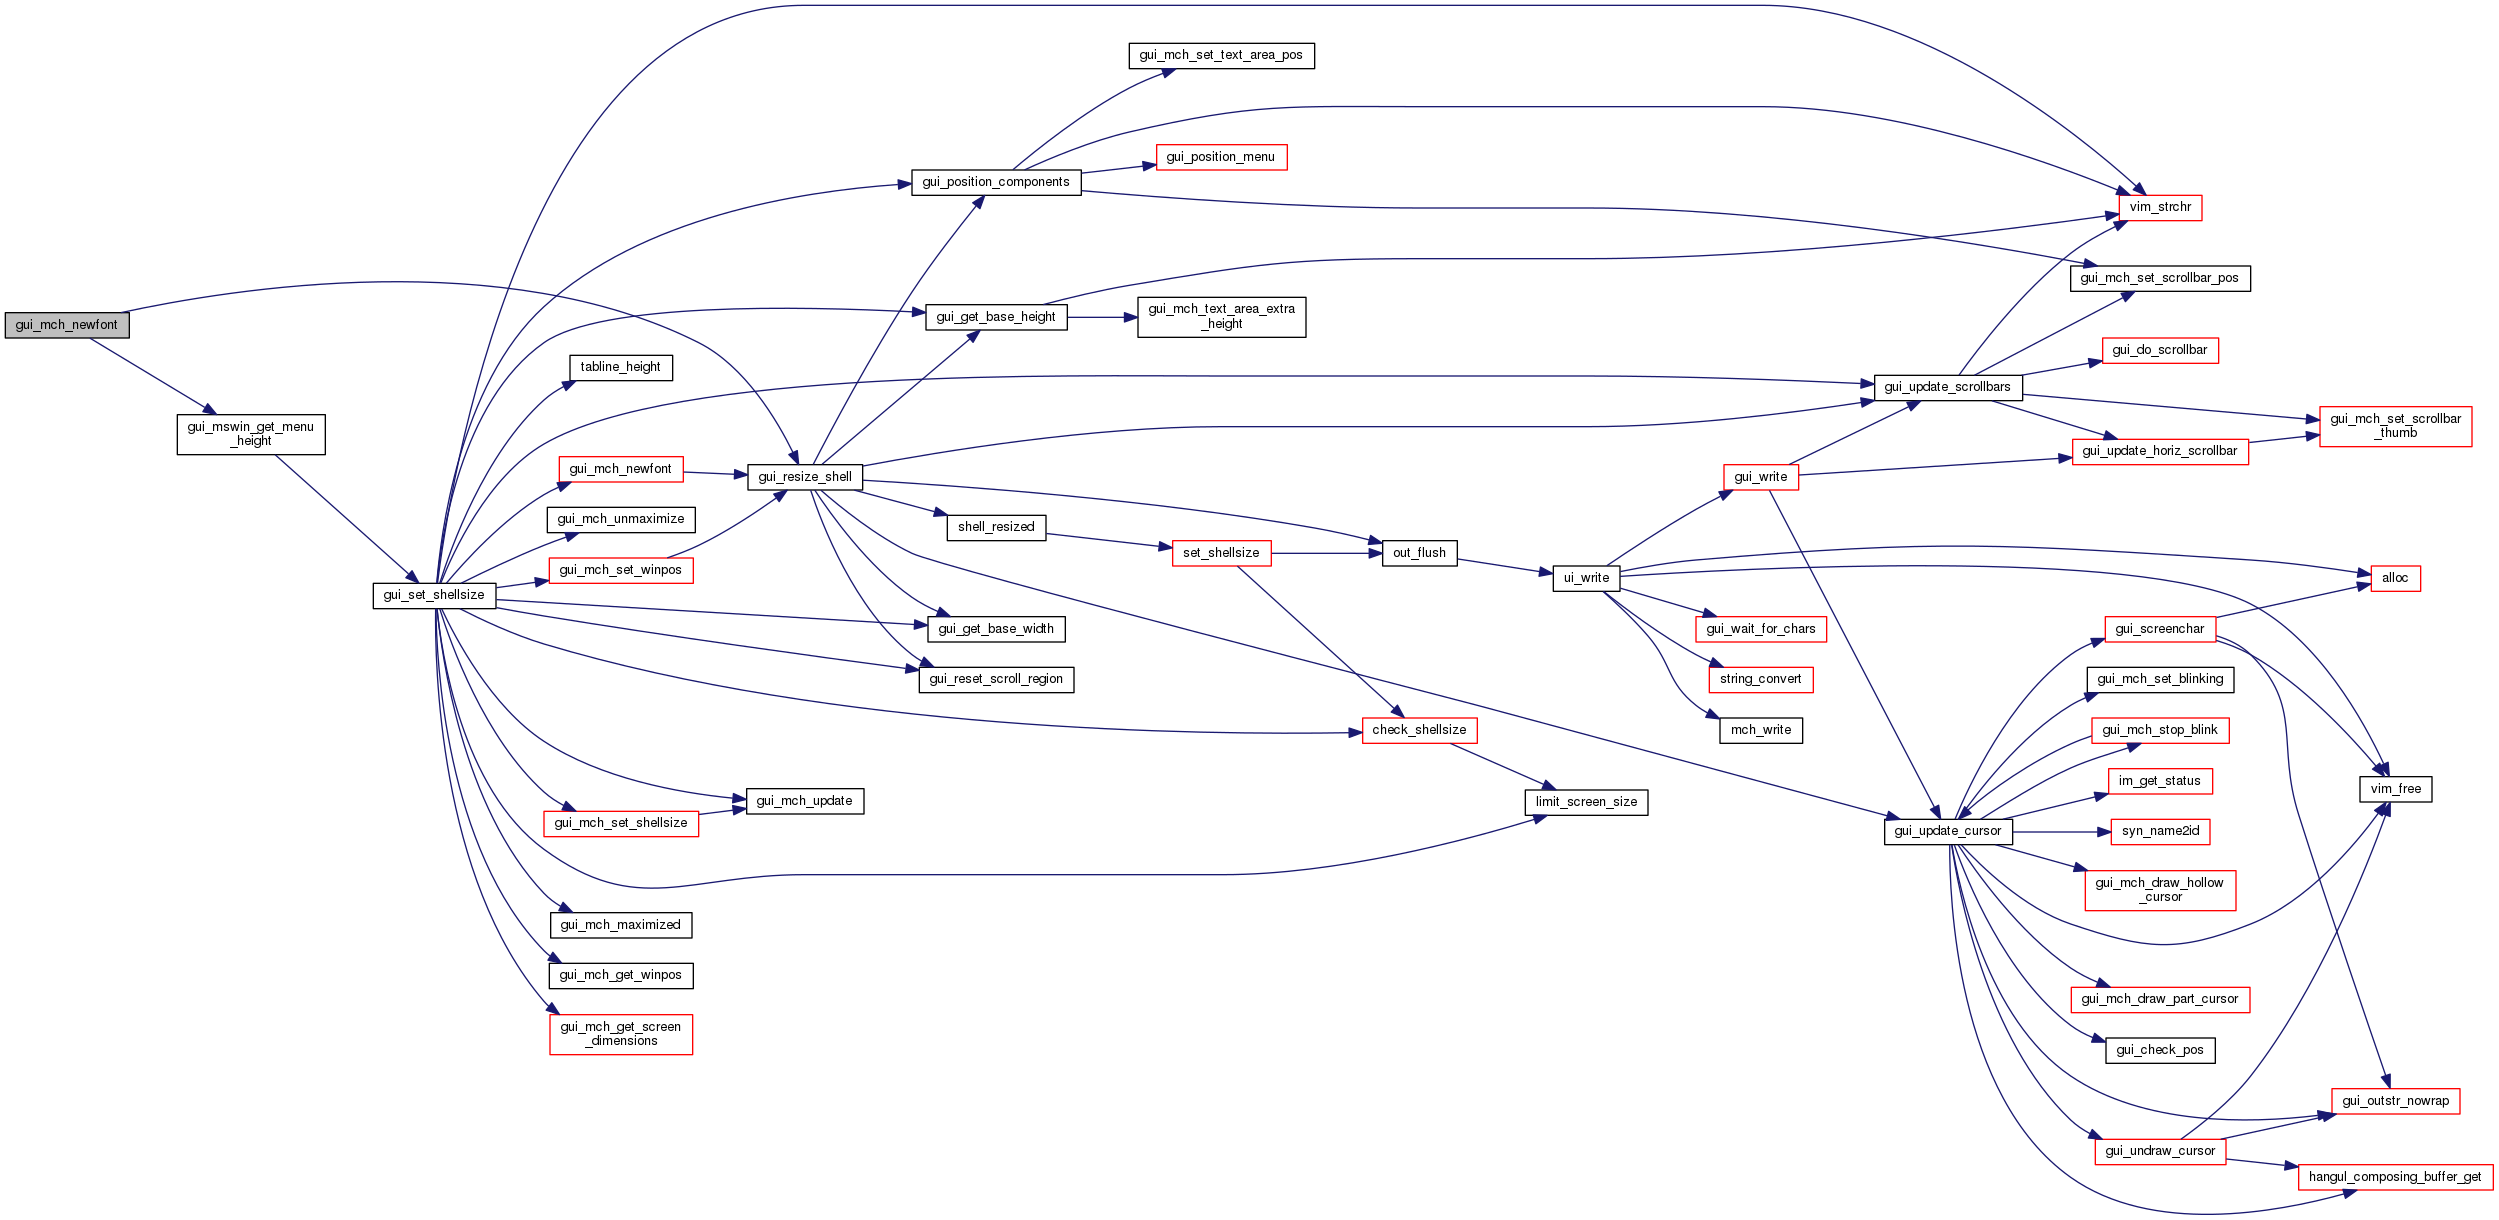 gui_mch_newfont
gui_mswin_get_menu
_height
gui_set_shellsize
tabline_height
gui_mch_newfont
gui_mch_unmaximize
gui_mch_set_winpos
gui_mch_set_shellsize
gui_mch_maximized
gui_mch_get_winpos
gui_mch_get_screen
_dimensions
gui_resize_shell
gui_mch_update
gui_position_components
gui_get_base_height
shell_resized
gui_get_base_width
gui_reset_scroll_region
gui_mch_set_text_area_pos
gui_position_menu
gui_mch_text_area_extra
_height
set_shellsize
out_flush
check_shellsize
ui_write
limit_screen_size
gui_write
gui_wait_for_chars
string_convert
mch_write
gui_update_scrollbars
gui_update_cursor
vim_strchr
gui_mch_set_scrollbar_pos
gui_do_scrollbar
gui_update_horiz_scrollbar
gui_screenchar
gui_mch_set_blinking
gui_mch_stop_blink
im_get_status
syn_name2id
gui_mch_draw_hollow
_cursor
gui_mch_draw_part_cursor
gui_check_pos
gui_undraw_cursor
gui_mch_set_scrollbar
_thumb
alloc
vim_free
gui_outstr_nowrap
hangul_composing_buffer_get